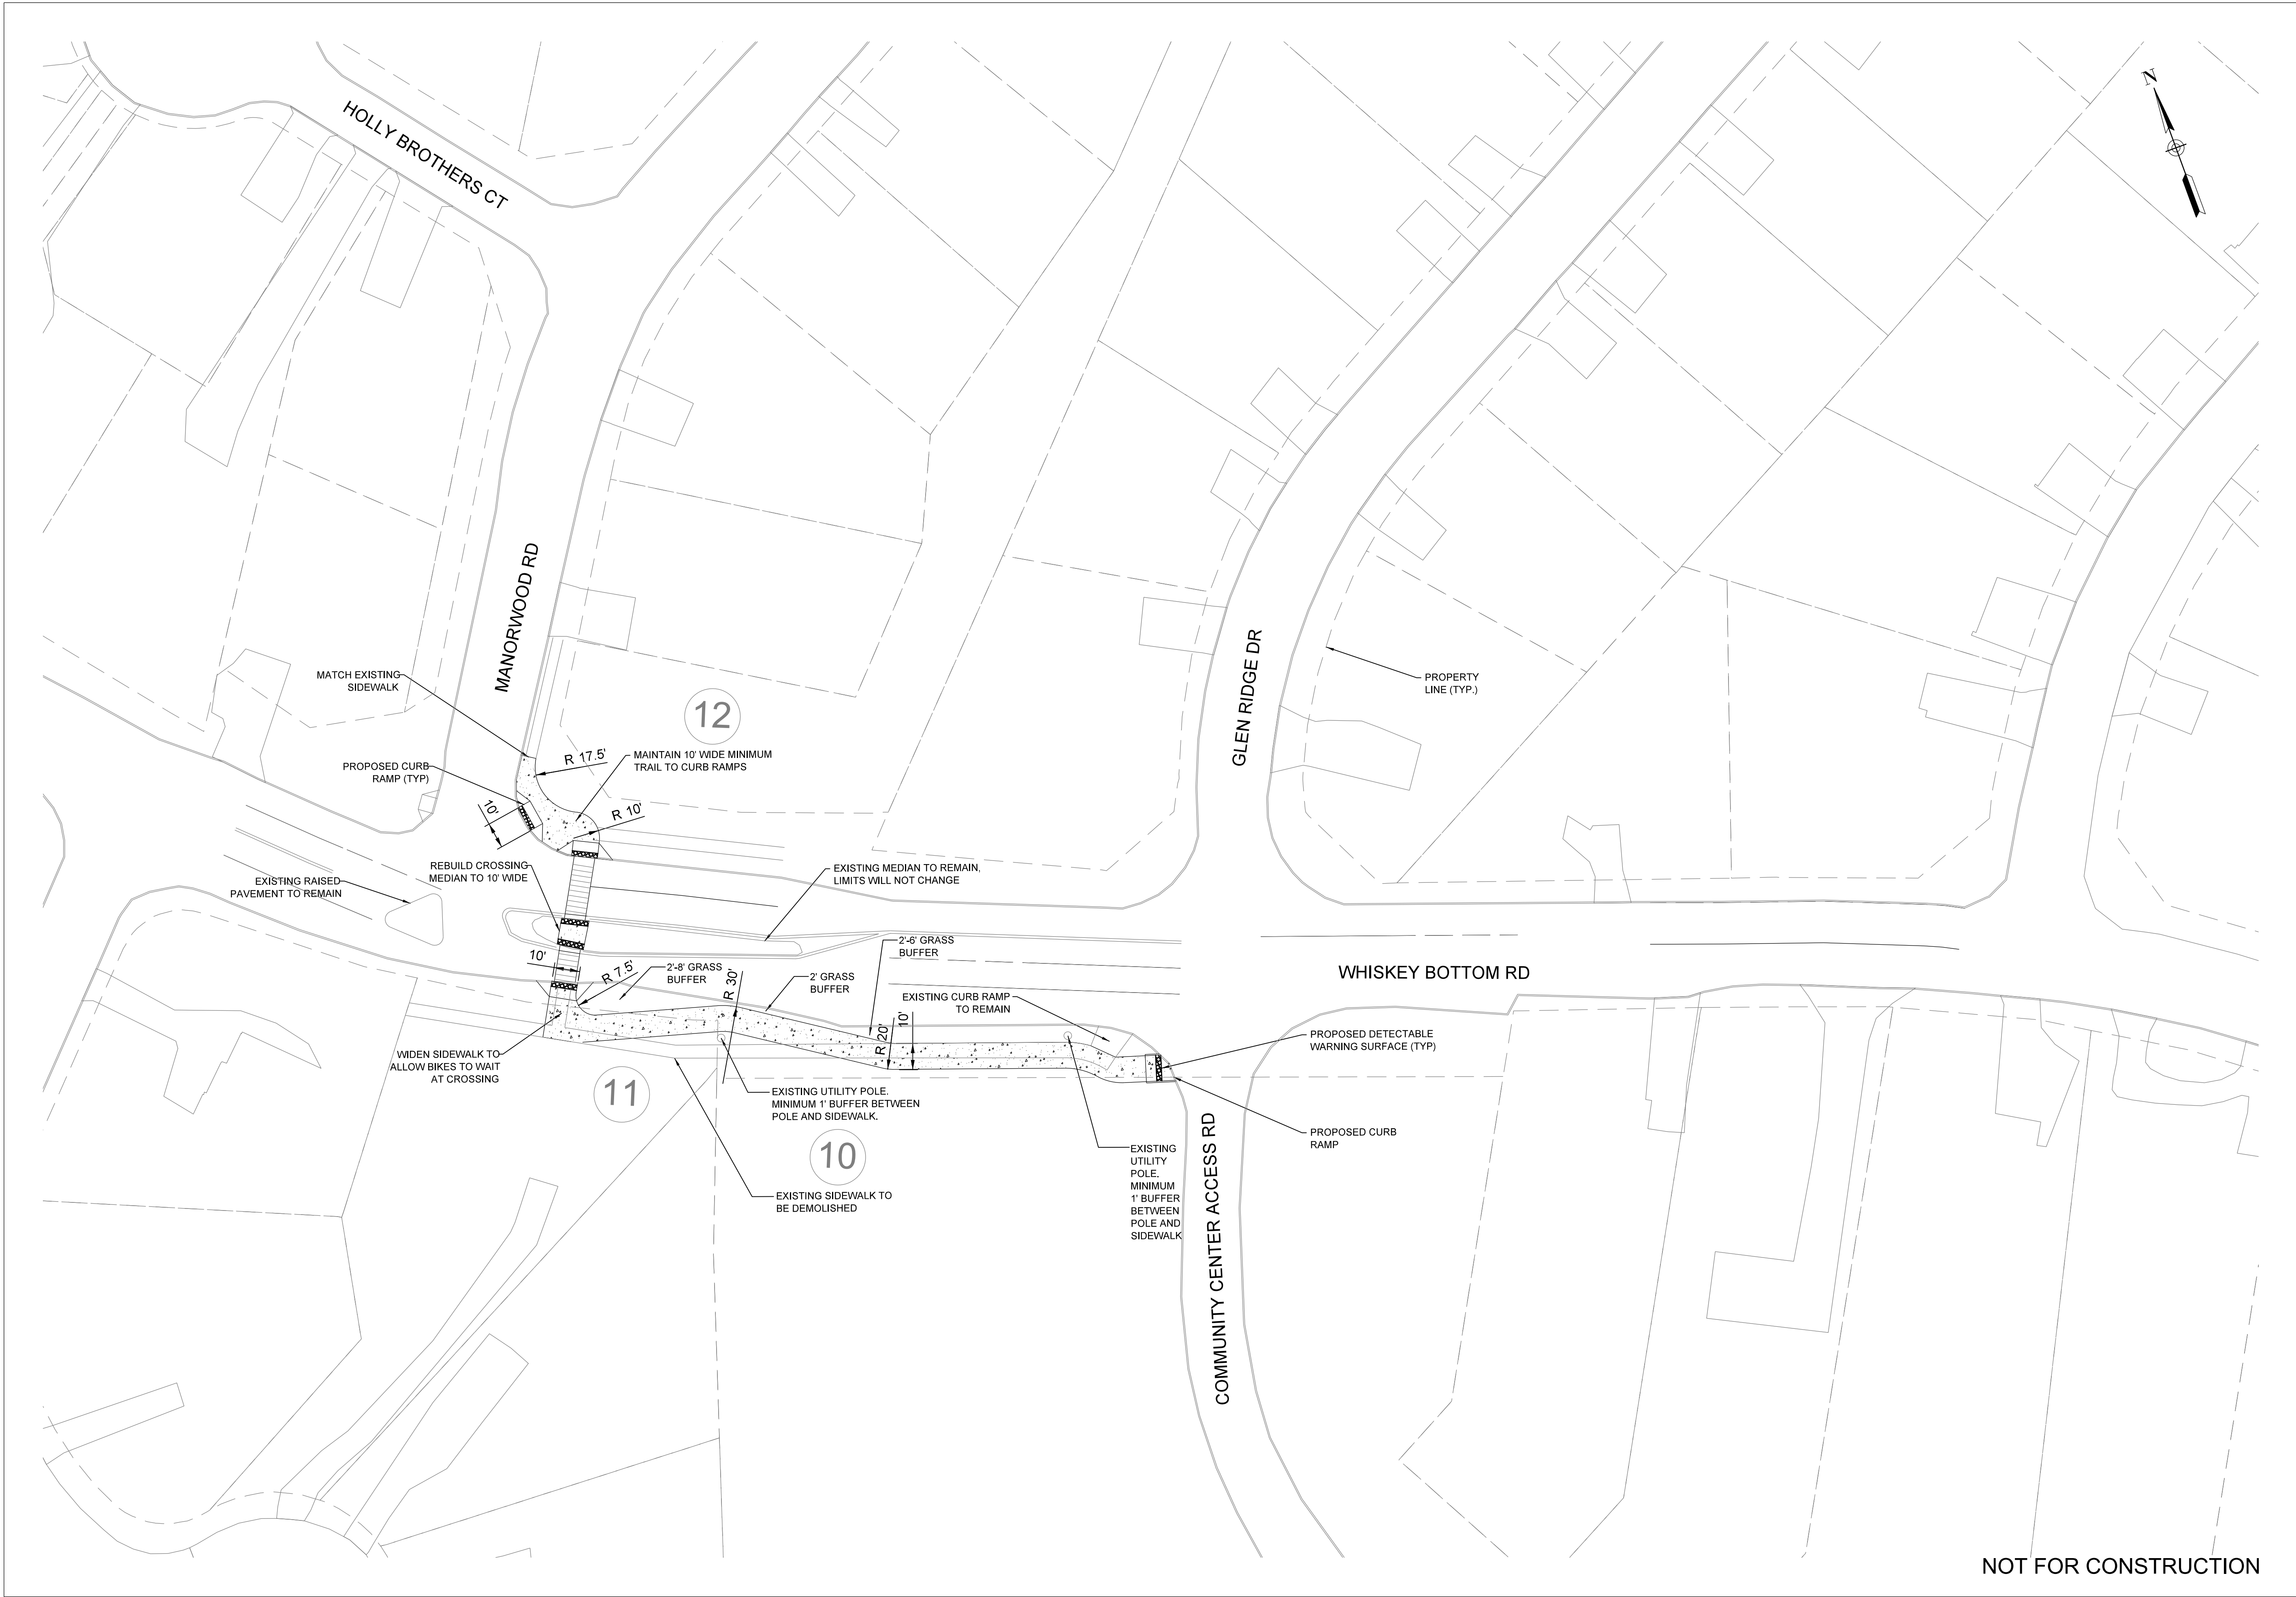 N
HOLLY BROTHERS CT
MANORWOOD RD
GLEN RIDGE DR
MATCH EXISTING
SIDEWALK
PROPERTY
LINE (TYP.)
12
R 17.5'
MAINTAIN 10' WIDE MINIMUM
TRAIL TO CURB RAMPS
PROPOSED CURB
RAMP (TYP)
10'
R 10'
REBUILD CROSSING
MEDIAN TO 10' WIDE
EXISTING MEDIAN TO REMAIN,
LIMITS WILL NOT CHANGE
EXISTING RAISED
PAVEMENT TO REMAIN
2'-6' GRASS
BUFFER
10'
R 7.5'
2'-8' GRASS
BUFFER
R 30'
2' GRASS
BUFFER
WHISKEY BOTTOM RD
EXISTING CURB RAMP
TO REMAIN
R 20'
10'
PROPOSED DETECTABLE
WARNING SURFACE (TYP)
WIDEN SIDEWALK TO
ALLOW BIKES TO WAIT
AT CROSSING
11
EXISTING UTILITY POLE.
MINIMUM 1' BUFFER BETWEEN
POLE AND SIDEWALK.
10
PROPOSED CURB
RAMP
EXISTING
UTILITY
POLE.
MINIMUM
1' BUFFER
BETWEEN
POLE AND
SIDEWALK
EXISTING SIDEWALK TO
BE DEMOLISHED
COMMUNITY CENTER ACCESS RD
NOT FOR CONSTRUCTION